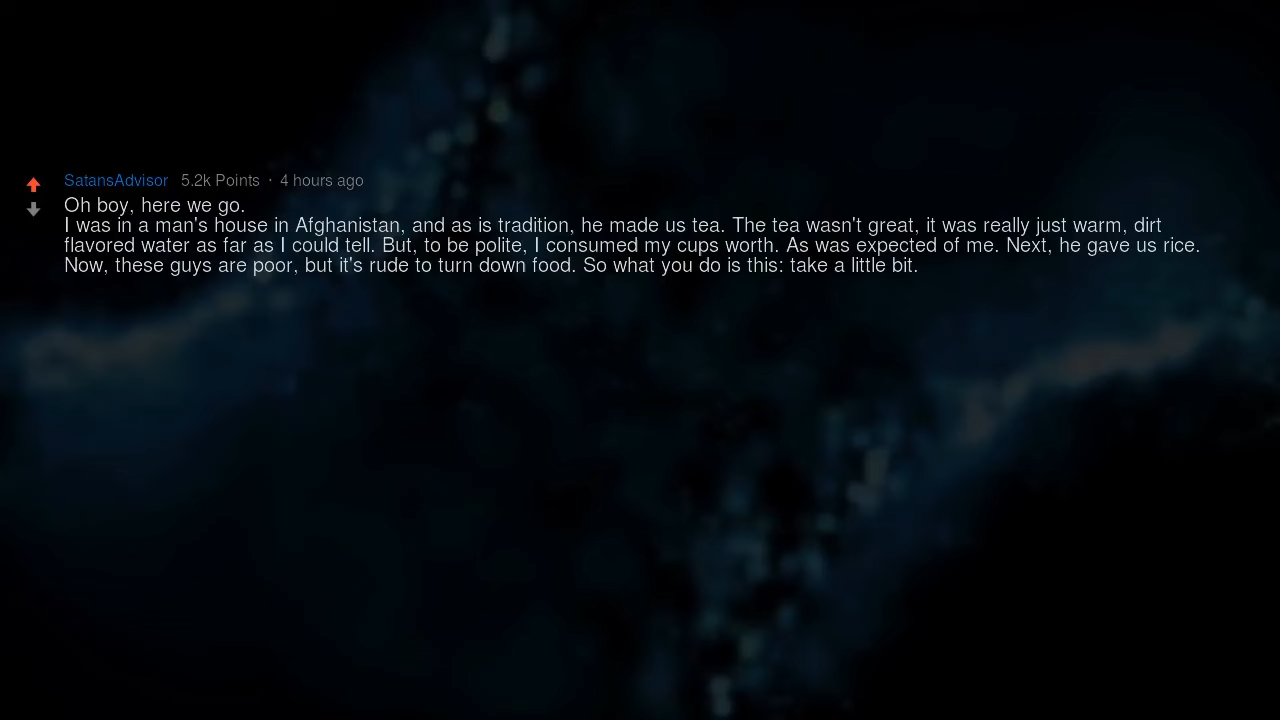 SatansAdvisor 5.2k Points · 4 hours ago
Oh boy, here we go.
I was in a man's house in Afghanistan, and as is tradition, he made us tea. The tea wasn't great, it was really just warm, dirt
flavored water as far as I could tell. But, to be polite, I consumed my cups worth. As was expected of me. Next, he gave us rice.
Now, these guys are poor, but it's rude to turn down food. So what you do is this: take a little bit.